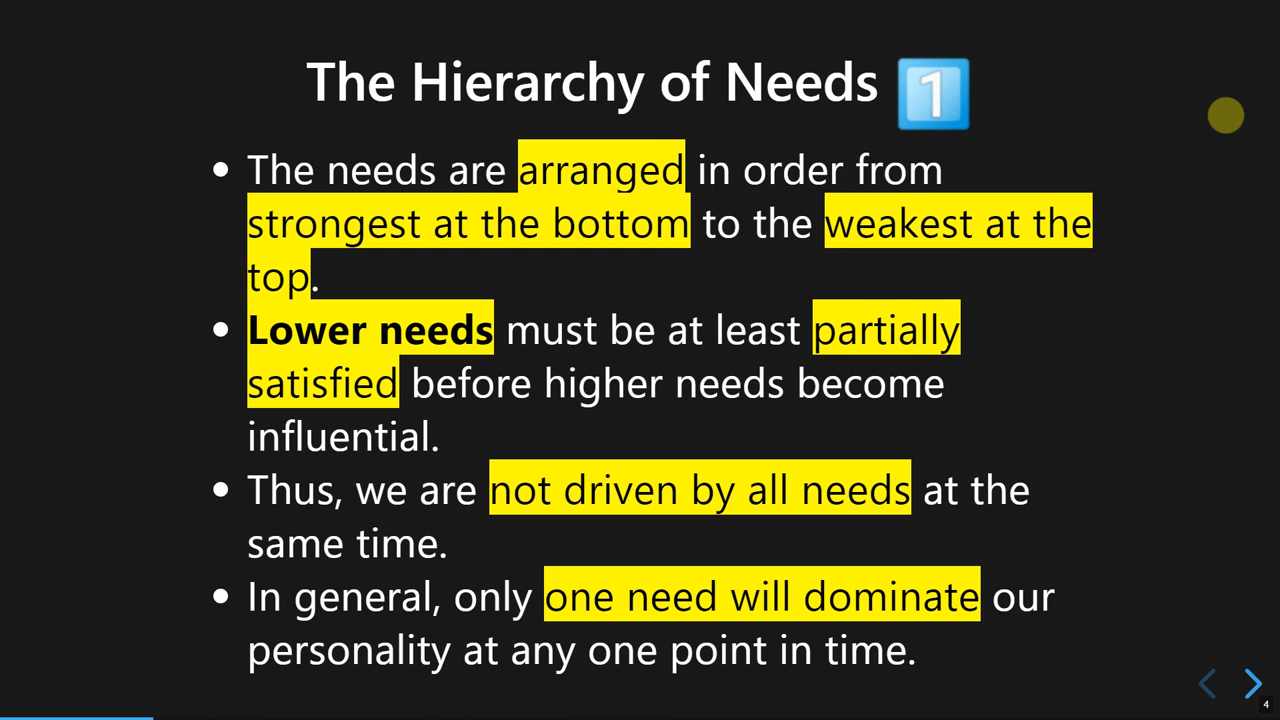 The Hierarchy of Needs 1️⃣
• The needs are arranged in order from
strongest at the bottom to the weakest at the
top.
• Lower needs must be at least partially
satisfied before higher needs become
influential.
• Thus, we are not driven by all needs at the
same time.
• In general, only one need will dominate our
personality at any one point in time.
4